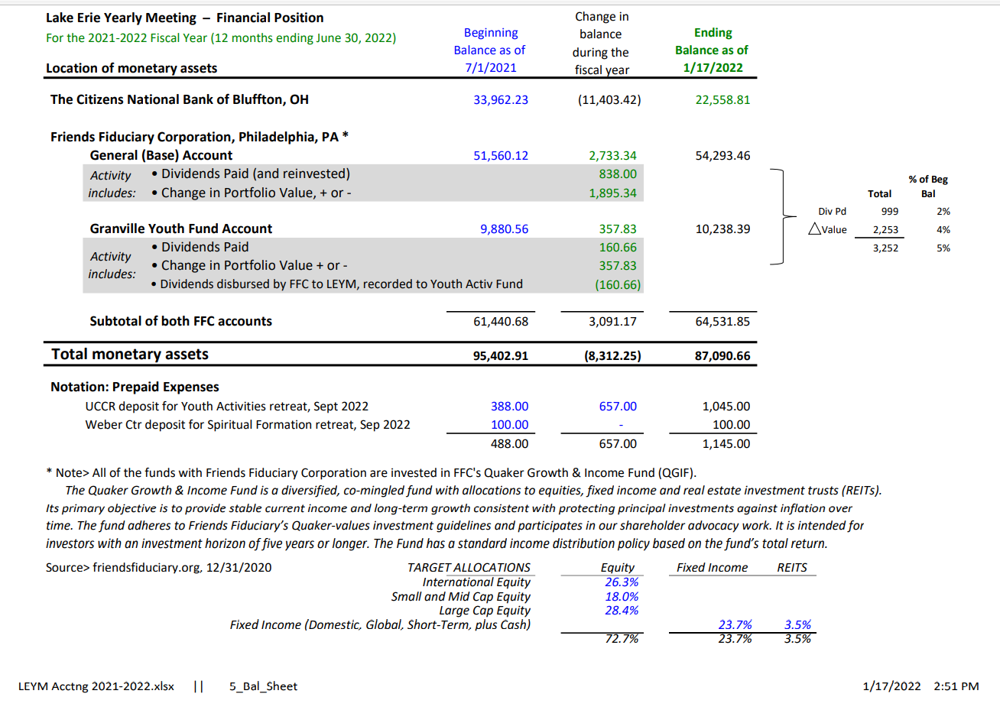 Lake Erie Yearly Meeting – Financial Position
For the 2021-2022 Fiscal Year (12 months ending June 30, 2022)
Location of monetary assets
Beginning
Balance as of
7/1/2021
Change in
balance
during the
fiscal year
Ending
Balance as of
1/17/2022
The Citizens National Bank of Bluffton, OH 33,962.23 (11,403.42) 22,558.81
Friends Fiduciary Corporation, Philadelphia, PA *
General (Base) Account 51,560.12 2,733.34 54,293.46
Activity includes:
• Dividends Paid (and reinvested) 838.00
• Change in Portfolio Value, + or - 1,895.34
Granville Youth Fund Account 9,880.56 357.83 10,238.39
Activity includes:
• Dividends Paid 160.66
• Change in Portfolio Value + or - 357.83
• Dividends disbursed by FFC to LEYM, recorded to Youth Activ Fund (160.66)
Total % of Beg Bal
Div Pd 999 2%
△Value 2,253 4%
3,252 5%
Subtotal of both FFC accounts 61,440.68 3,091.17 64,531.85
Total monetary assets 95,402.91 (8,312.25) 87,090.66
Notation: Prepaid Expenses
UCCR deposit for Youth Activities retreat, Sept 2022 388.00 657.00 1,045.00
Weber Ctr deposit for Spiritual Formation retreat, Sep 2022 100.00 - 100.00
488.00 657.00 1,145.00
* Note> All of the funds with Friends Fiduciary Corporation are invested in FFC's Quaker Growth & Income Fund (QGIF).
The Quaker Growth & Income Fund is a diversified, co-mingled fund with allocations to equities, fixed income and real estate investment trusts (REITs).
Its primary objective is to provide stable current income and long-term growth consistent with protecting principal investments against inflation over
time. The fund adheres to Friends Fiduciary's Quaker-values investment guidelines and participates in our shareholder advocacy work. It is intended for
investors with an investment horizon of five years or longer. The Fund has a standard income distribution policy based on the fund's total return.
Source> friendsfiduciary.org, 12/31/2020 TARGET ALLOCATIONS Equity Fixed Income REITS
International Equity 26.3%
Small and Mid Cap Equity 18.0%
Large Cap Equity 28.4%
Fixed Income (Domestic, Global, Short-Term, plus Cash) 23.7% 3.5%
72.7% 23.7% 3.5%
LEYM Acctng 2021-2022.xlsx || 5_Bal_Sheet 1/17/2022 2:51 PM